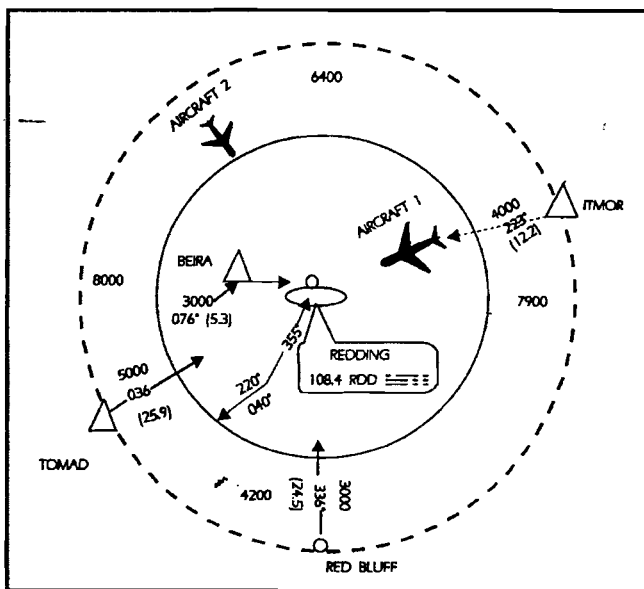 6400
AIRCRAFT 2
ITMOR
4000
223°
(12.2)
AIRCRAFT 1
BEIRA
8000
3000
076° (5.3)
7900
355°
REDDING
108.4 RDD
5000
036
(25.9)
220°
040°
TOMAD
4200
3000
336°
(24.5)
RED BLUFF